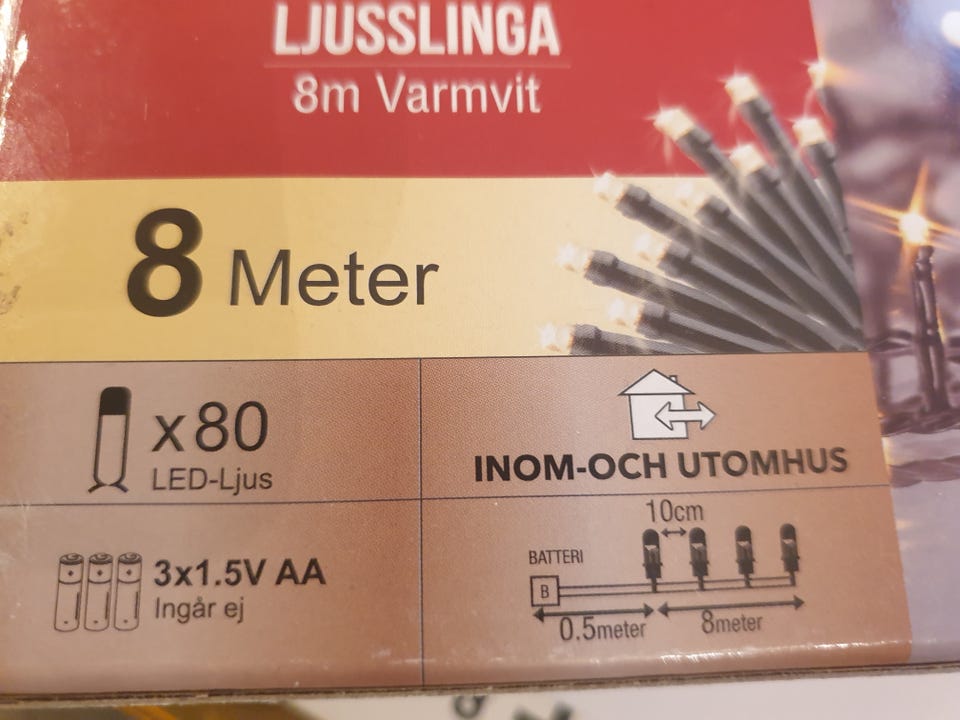 LJUSSLINGA
8m Varmvit
8 Meter
x80
LED-Ljus
INOM-OCH UTOMHUS
3x1.5V AA
Ingår ej
10cm
BATTERI
B
0.5meter
8meter